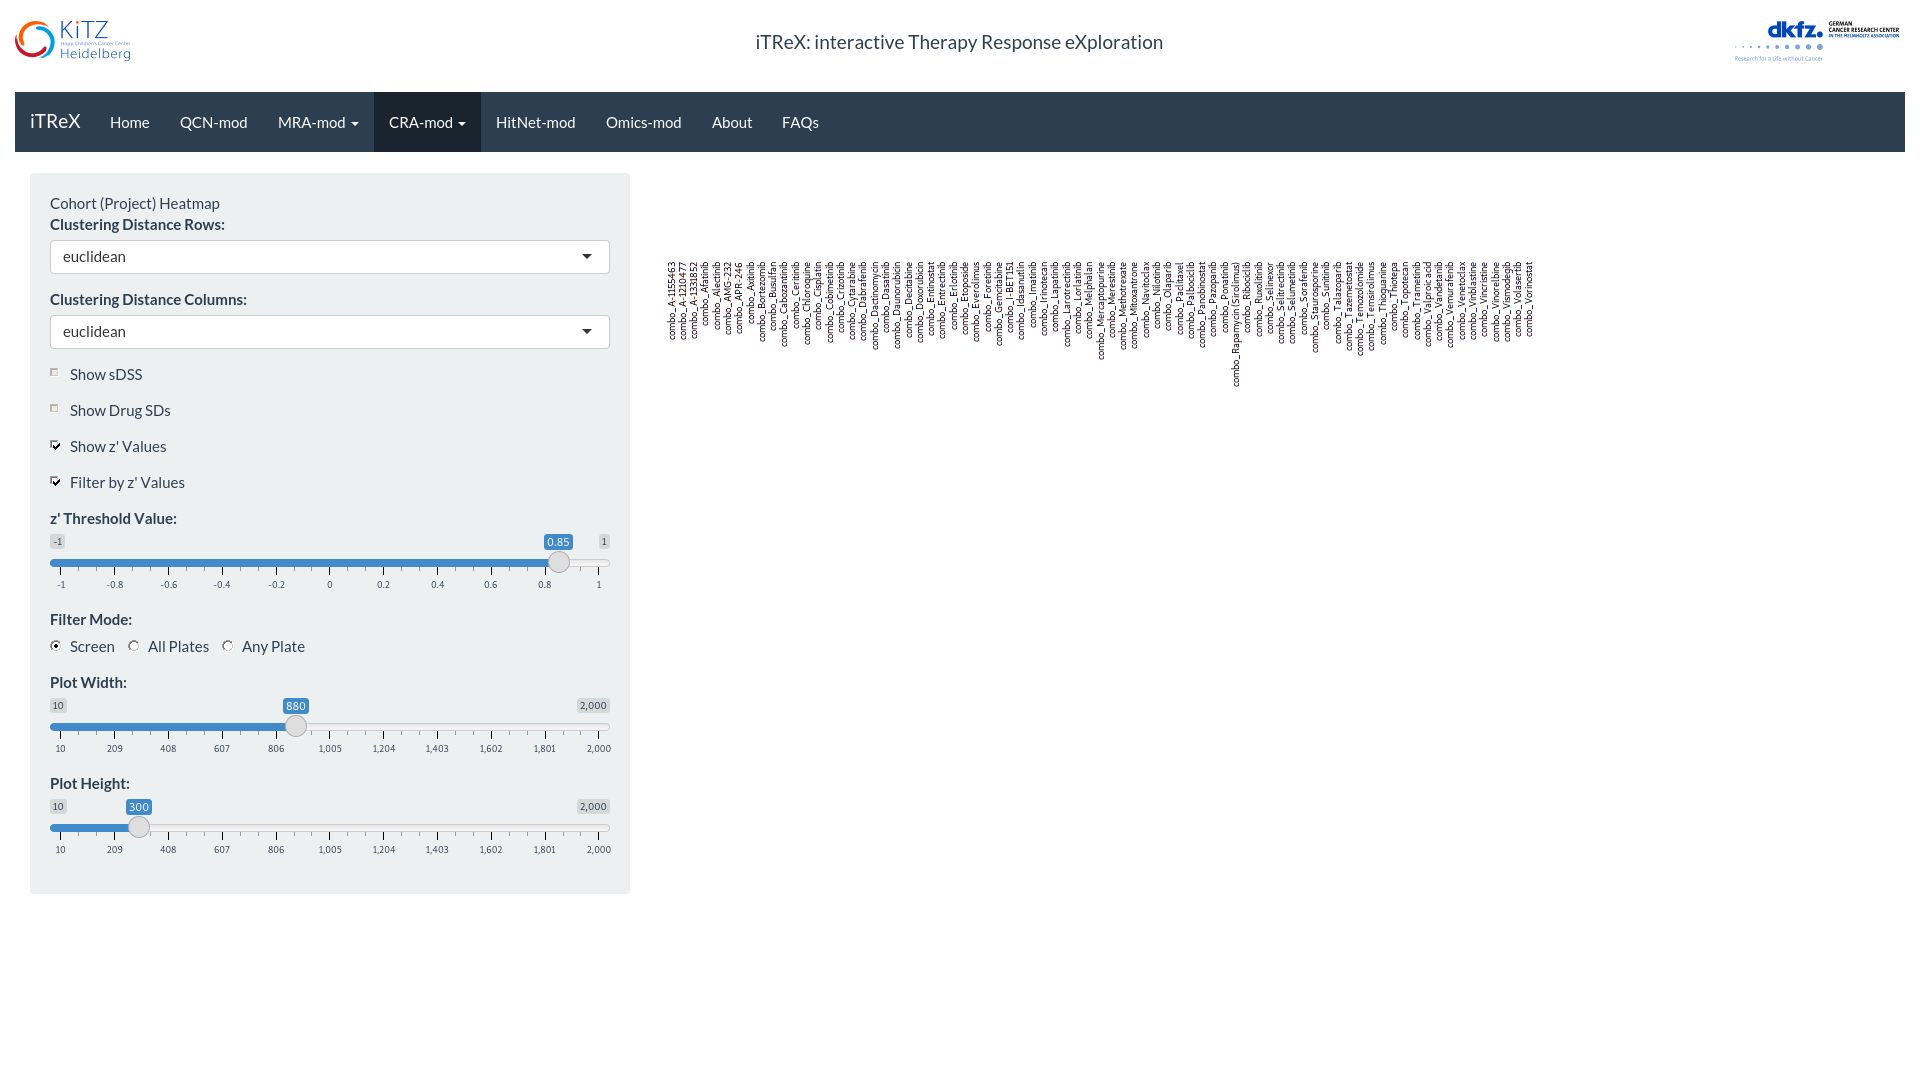 KiTZ
Hopp Children's Cancer Center
Heidelberg
iTReX: interactive Therapy Response eXploration
dkfz.
GERMAN
CANCER RESEARCH CENTER
IN THE HELMHOLTZ ASSOCIATION
Research for a Life without Cancer
iTReX Home QCN-mod MRA-mod CRA-mod HitNet-mod Omics-mod About FAQs
Cohort (Project) Heatmap
Clustering Distance Rows:
euclidean
Clustering Distance Columns:
euclidean
Show sDSS
Show Drug SDs
Show z' Values
Filter by z' Values
z' Threshold Value:
-1 0.85 1
-1 -0.8 -0.6 -0.4 -0.2 0 0.2 0.4 0.6 0.8 1
Filter Mode:
Screen All Plates Any Plate
Plot Width:
10 880 2,000
10 209 408 607 806 1,005 1,204 1,403 1,602 1,801 2,000
Plot Height:
10 300 2,000
10 209 408 607 806 1,005 1,204 1,403 1,602 1,801 2,000
combo_A-1155463
combo_A-1210477
combo_A-1331852
combo_Afatinib
combo_Alectinib
combo_AMG-232
combo_APR-246
combo_Axitinib
combo_Bortezomib
combo_Busulfan
combo_Cabozantinib
combo_Ceritinib
combo_Chloroquine
combo_Cisplatin
combo_Cobimetinib
combo_Crizotinib
combo_Cytarabine
combo_Dabrafenib
combo_Dactinomycin
combo_Dasatinib
combo_Daunorubicin
combo_Decitabine
combo_Doxorubicin
combo_Entinostat
combo_Entrectinib
combo_Erlotinib
combo_Etoposide
combo_Everolimus
combo_Foretinib
combo_Gemcitabine
combo_I-BET151
combo_Idasanutlin
combo_Imatinib
combo_Irinotecan
combo_Lapatinib
combo_Larotrectinib
combo_Lorlatinib
combo_Melphalan
combo_Mercaptopurine
combo_Merestinib
combo_Methotrexate
combo_Mitoxantrone
combo_Navitoclax
combo_Nilotinib
combo_Olaparib
combo_Paclitaxel
combo_Palbociclib
combo_Panobinostat
combo_Pazopanib
combo_Ponatinib
combo_Rapamycin (Sirolimus)
combo_Ribociclib
combo_Ruxolitinib
combo_Selinexor
combo_Selitrectinib
combo_Selumetinib
combo_Sorafenib
combo_Staurosporine
combo_Sunitinib
combo_Talazoparib
combo_Tazemetostat
combo_Temozolomide
combo_Temsirolimus
combo_Thioguanine
combo_Thiotepa
combo_Topotecan
combo_Trametinib
combo_Valproic acid
combo_Vandetanib
combo_Vemurafenib
combo_Venetoclax
combo_Vinblastine
combo_Vincristine
combo_Vinorelbine
combo_Vismodegib
combo_Volasertib
combo_Vorinostat